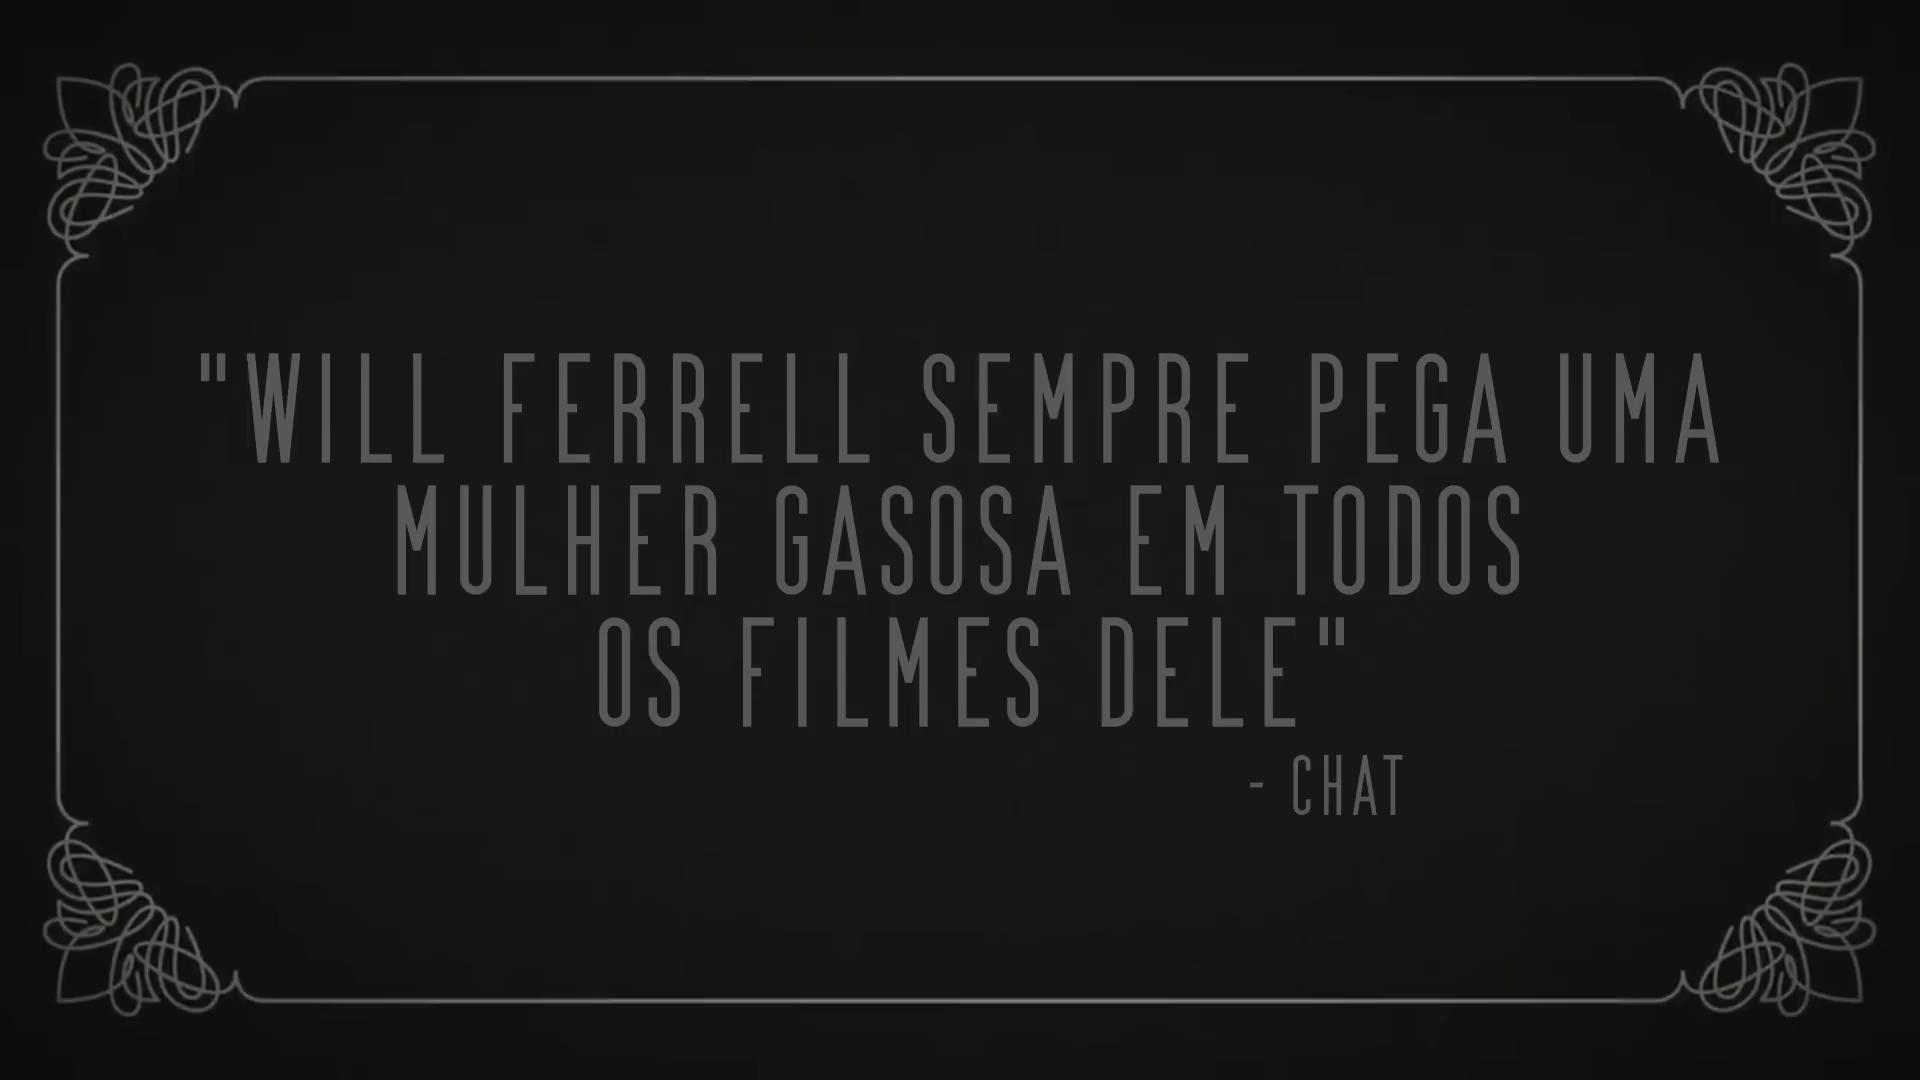 "WILL FERRELL SEMPRE PEGA UMA
MULHER GASOSA EM TODOS
OS FILMES DELE"
- CHAT